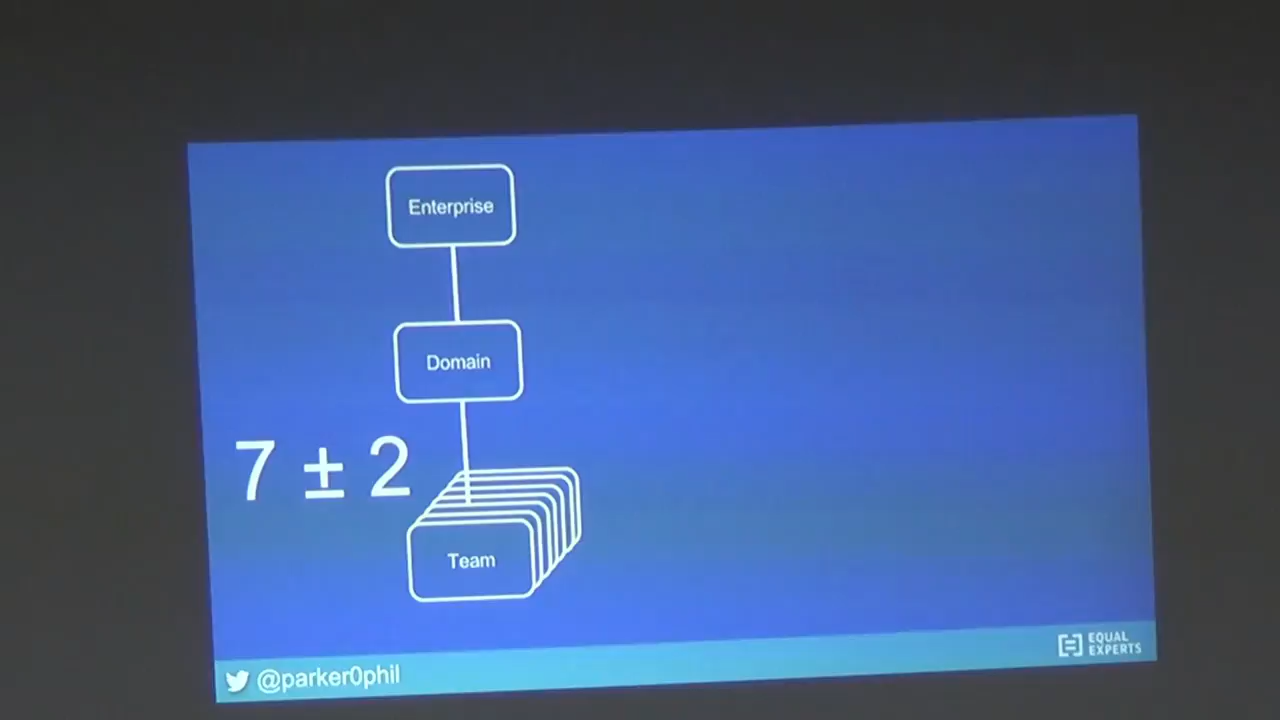 Enterprise
Domain
7 ± 2
Team
@parker0phil
EQUAL
EXPERTS